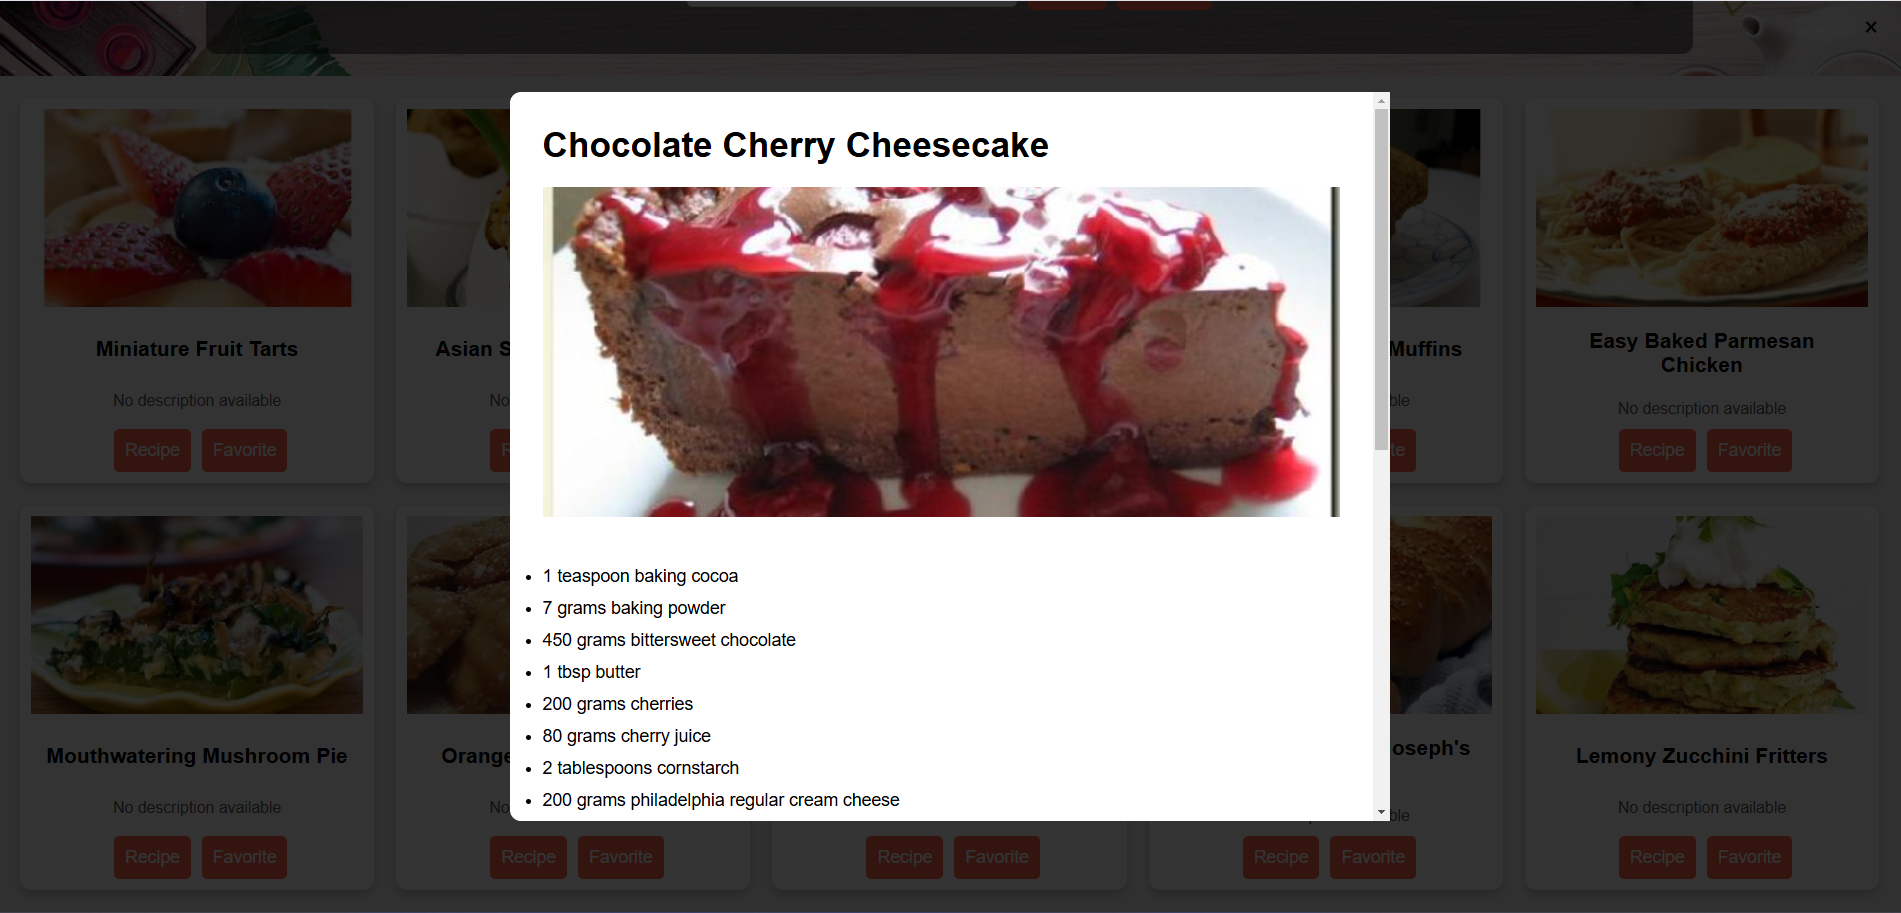 ×
Chocolate Cherry Cheesecake
1 teaspoon baking cocoa
7 grams baking powder
450 grams bittersweet chocolate
1 tbsp butter
200 grams cherries
80 grams cherry juice
2 tablespoons cornstarch
200 grams philadelphia regular cream cheese
Miniature Fruit Tarts
No description available
Recipe Favorite
Asian S
No
R
Muffins
ble
te
Easy Baked Parmesan
Chicken
No description available
Recipe Favorite
Mouthwatering Mushroom Pie
No description available
Recipe Favorite
Orange
No
Recipe Favorite
Recipe Favorite
oseph's
ble
Recipe Favorite
Lemony Zucchini Fritters
No description available
Recipe Favorite